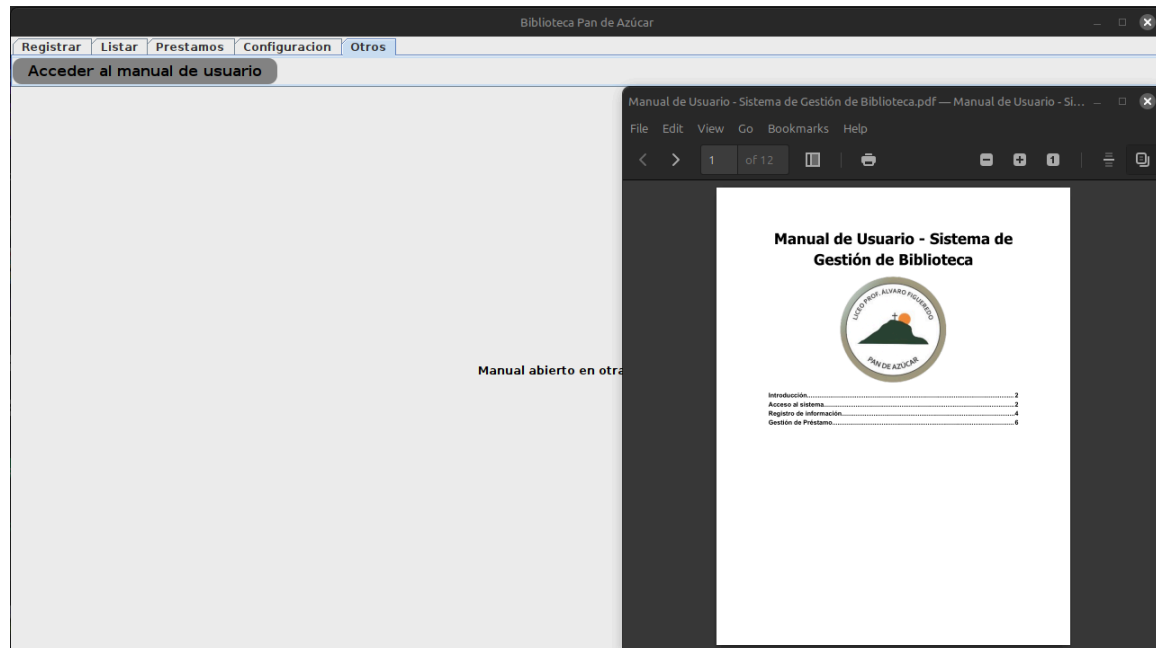 Biblioteca Pan de Azúcar
Registrar Listar Prestamos Configuracion Otros
Acceder al manual de usuario
Manual abierto en otra
Manual de Usuario - Sistema de Gestión de Biblioteca.pdf — Manual de Usuario - Si...
File Edit View Go Bookmarks Help
1 of 12 1
Manual de Usuario - Sistema de
Gestión de Biblioteca
LICEO PROF. ÁLVARO FIGUEREDO
PAN DE AZÚCAR
Introducción 2
Acceso al sistema 2
Registro de información 4
Gestión de Préstamo 6